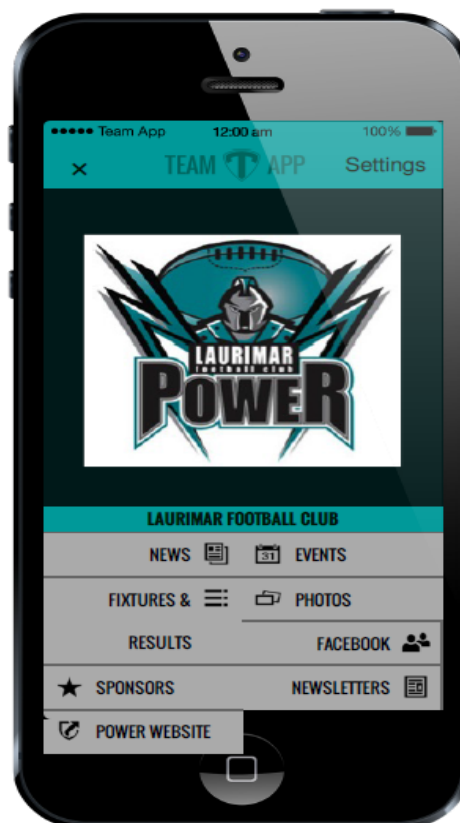 Team App 12:00 am 100%
× TEAM T APP Settings
LAURIMAR
football club
POWER
LAURIMAR FOOTBALL CLUB
NEWS 31 EVENTS
FIXTURES & PHOTOS
RESULTS FACEBOOK
SPONSORS NEWSLETTERS
POWER WEBSITE